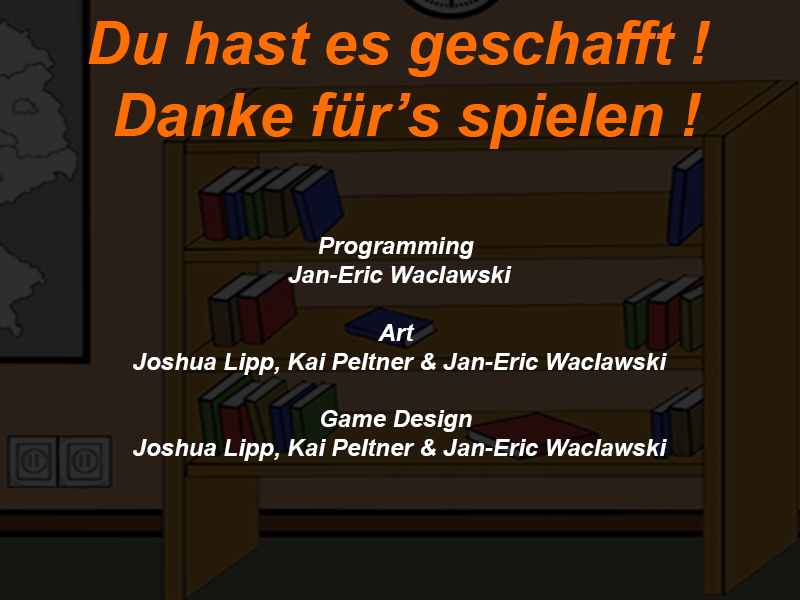 Du hast es geschafft !
Danke für’s spielen !
Programming
Jan-Eric Waclawski
Art
Joshua Lipp, Kai Peltner & Jan-Eric Waclawski
Game Design
Joshua Lipp, Kai Peltner & Jan-Eric Waclawski